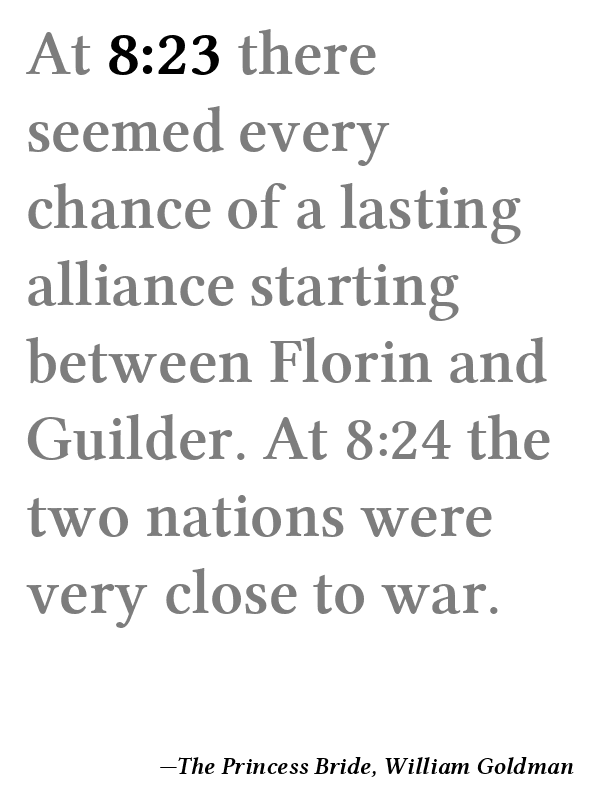 At 8:23 there
seemed every
chance of a lasting
alliance starting
between Florin and
Guilder. At 8:24 the
two nations were
very close to war.
—The Princess Bride, William Goldman